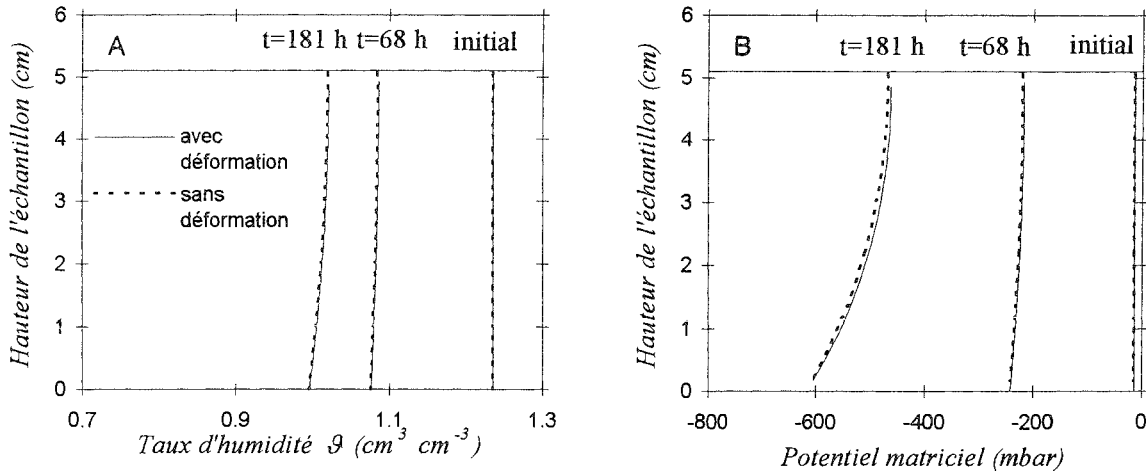 A
t=181 h t=68 h initial
Hauteur de l'échantillon (cm)
6
5
4
3
2
1
0
avec
déformation
sans
déformation
0.7 0.9 1.1 1.3
Taux d'humidité ϑ (cm³ cm⁻³)
B
t=181 h t=68 h initial
Hauteur de l'échantillon (cm)
6
5
4
3
2
1
0
-800 -600 -400 -200 0
Potentiel matriciel (mbar)